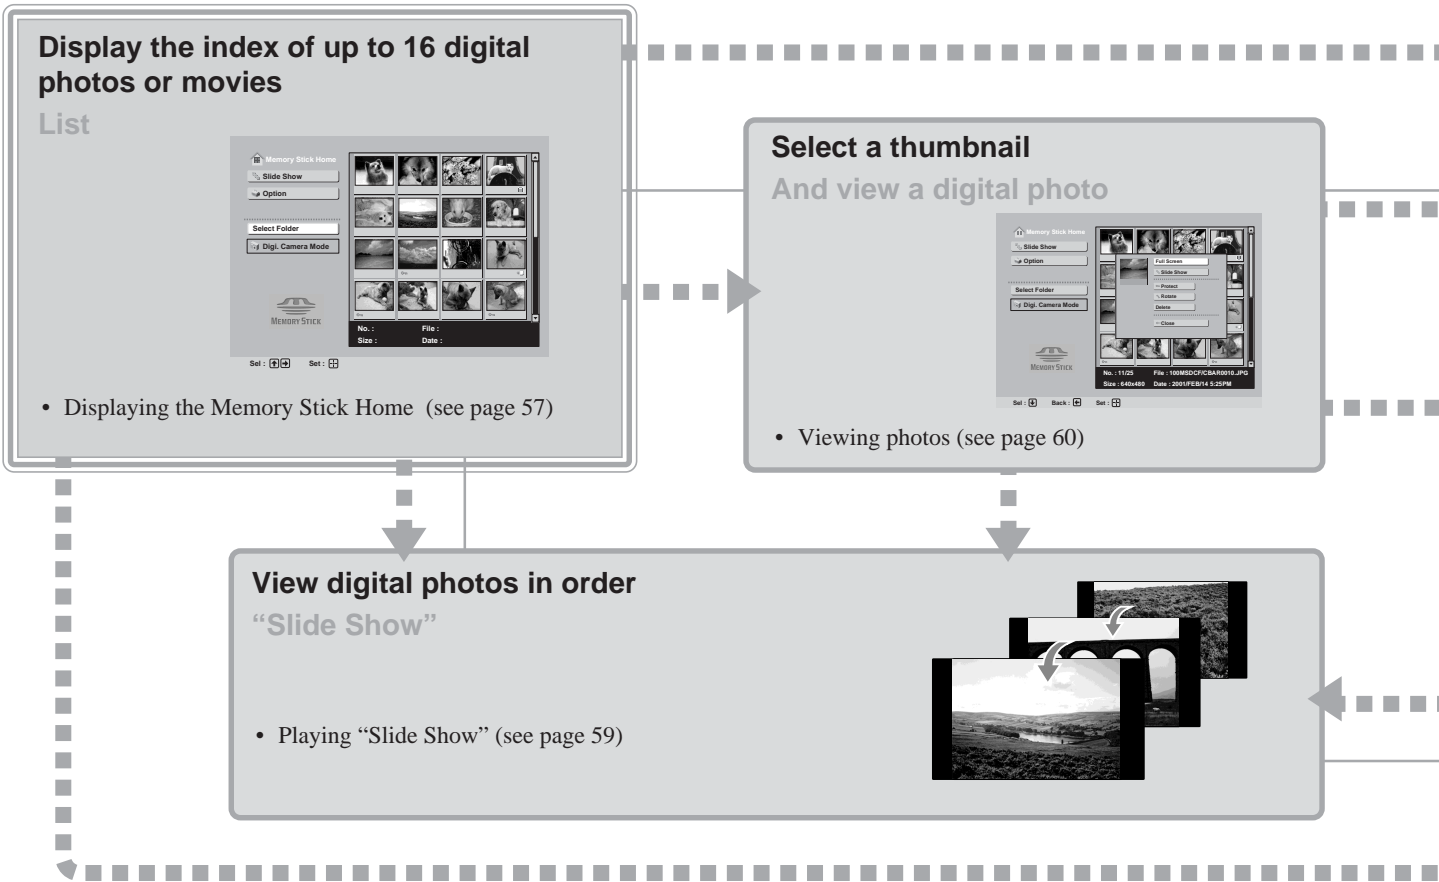 Display the index of up to 16 digital
photos or movies
List
Memory Stick Home
Slide Show
Option
Select Folder
Digi. Camera Mode
MEMORY STICK
No. : File :
Size : Date :
Sel : Set :
• Displaying the Memory Stick Home (see page 57)
Select a thumbnail
And view a digital photo
Memory Stick Home
Slide Show
Option
Select Folder
Digi. Camera Mode
Full Screen
Slide Show
Protect
Rotate
Delete
Close
MEMORY STICK
No. : 11/25 File : 100MSDCF/CBAR0010.JPG
Size : 640x480 Date : 2001/FEB/14 5:25PM
Sel : Back : Set :
• Viewing photos (see page 60)
View digital photos in order
“Slide Show”
• Playing “Slide Show” (see page 59)